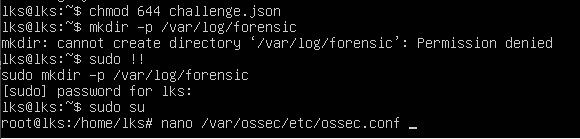 lks@lks:~$ chmod 644 challenge.json
lks@lks:~$ mkdir -p /var/log/forensic
mkdir: cannot create directory ‘/var/log/forensic’: Permission denied
lks@lks:~$ sudo !!
sudo mkdir -p /var/log/forensic
[sudo] password for lks:
lks@lks:~$ sudo su
root@lks:/home/lks# nano /var/ossec/etc/ossec.conf _